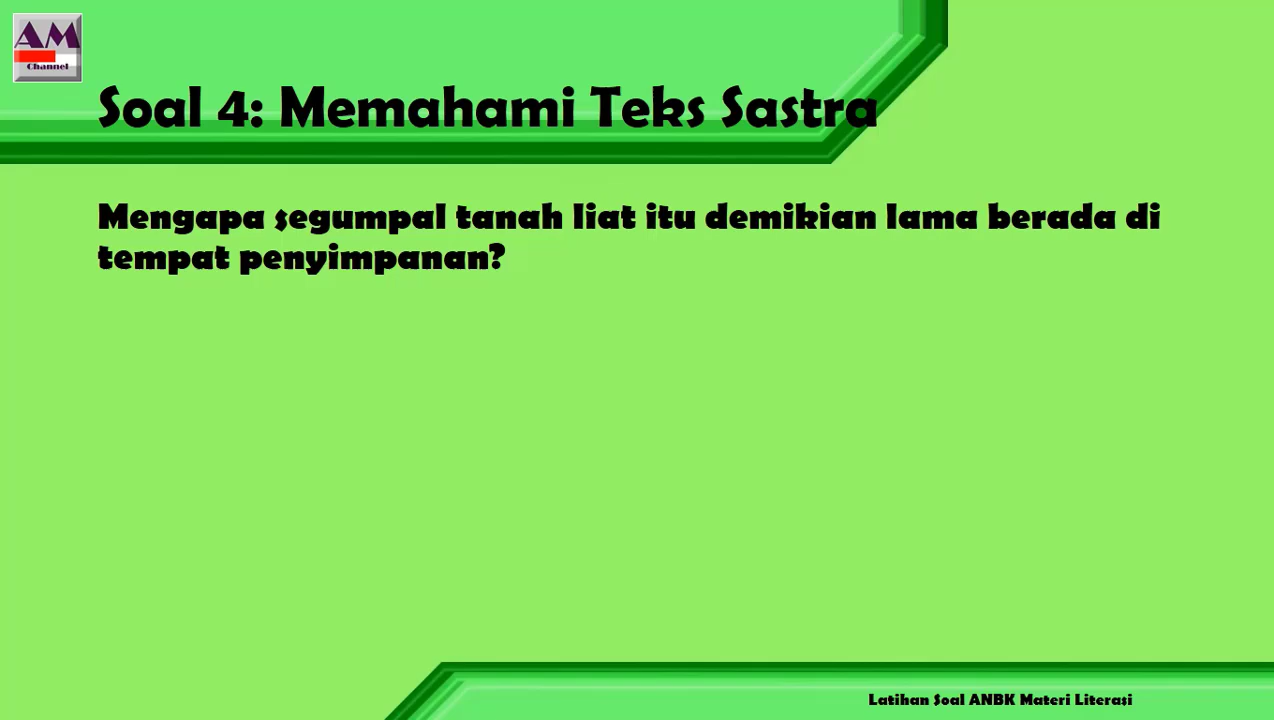 AM
Channel
Soal 4: Memahami Teks Sastra
Mengapa segumpal tanah liat itu demikian lama berada di
tempat penyimpanan?
Latihan Soal ANBK Materi Literasi